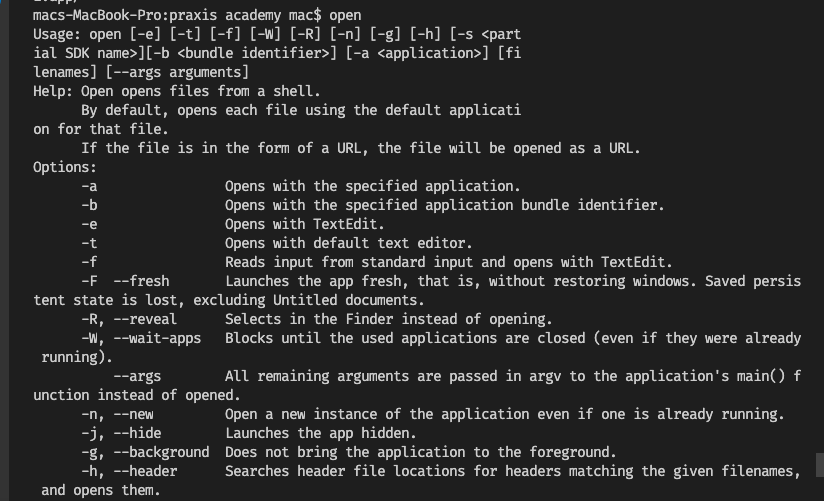 macs-MacBook-Pro:praxis academy mac$ open
Usage: open [-e] [-t] [-f] [-W] [-R] [-n] [-g] [-h] [-s <part
ial SDK name>][-b <bundle identifier>] [-a <application>] [fi
lenames] [--args arguments]
Help: Open opens files from a shell.
      By default, opens each file using the default applicati
on for that file.
      If the file is in the form of a URL, the file will be opened as a URL.
Options:
      -a                Opens with the specified application.
      -b                Opens with the specified application bundle identifier.
      -e                Opens with TextEdit.
      -t                Opens with default text editor.
      -f                Reads input from standard input and opens with TextEdit.
      -F  --fresh       Launches the app fresh, that is, without restoring windows. Saved persis
tent state is lost, excluding Untitled documents.
      -R, --reveal      Selects in the Finder instead of opening.
      -W, --wait-apps   Blocks until the used applications are closed (even if they were already
 running).
          --args        All remaining arguments are passed in argv to the application's main() f
unction instead of opened.
      -n, --new         Open a new instance of the application even if one is already running.
      -j, --hide        Launches the app hidden.
      -g, --background  Does not bring the application to the foreground.
      -h, --header      Searches header file locations for headers matching the given filenames,
 and opens them.